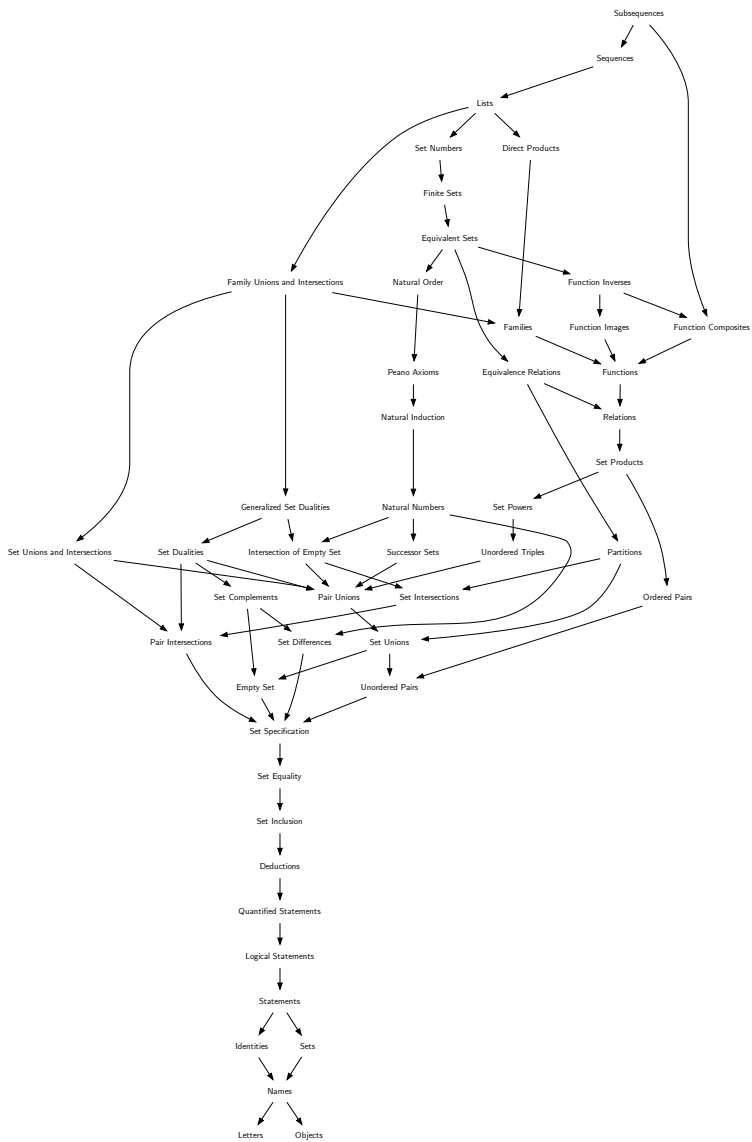 Subsequences
Sequences
Lists
Set Numbers
Direct Products
Finite Sets
Equivalent Sets
Family Unions and Intersections
Natural Order
Function Inverses
Families
Function Images
Function Composites
Peano Axioms
Equivalence Relations
Functions
Natural Induction
Relations
Set Products
Generalized Set Dualities
Natural Numbers
Set Powers
Set Unions and Intersections
Set Dualities
Intersection of Empty Set
Successor Sets
Unordered Triples
Partitions
Set Complements
Pair Unions
Set Intersections
Ordered Pairs
Pair Intersections
Set Differences
Set Unions
Empty Set
Unordered Pairs
Set Specification
Set Equality
Set Inclusion
Deductions
Quantified Statements
Logical Statements
Statements
Identities
Sets
Names
Letters
Objects